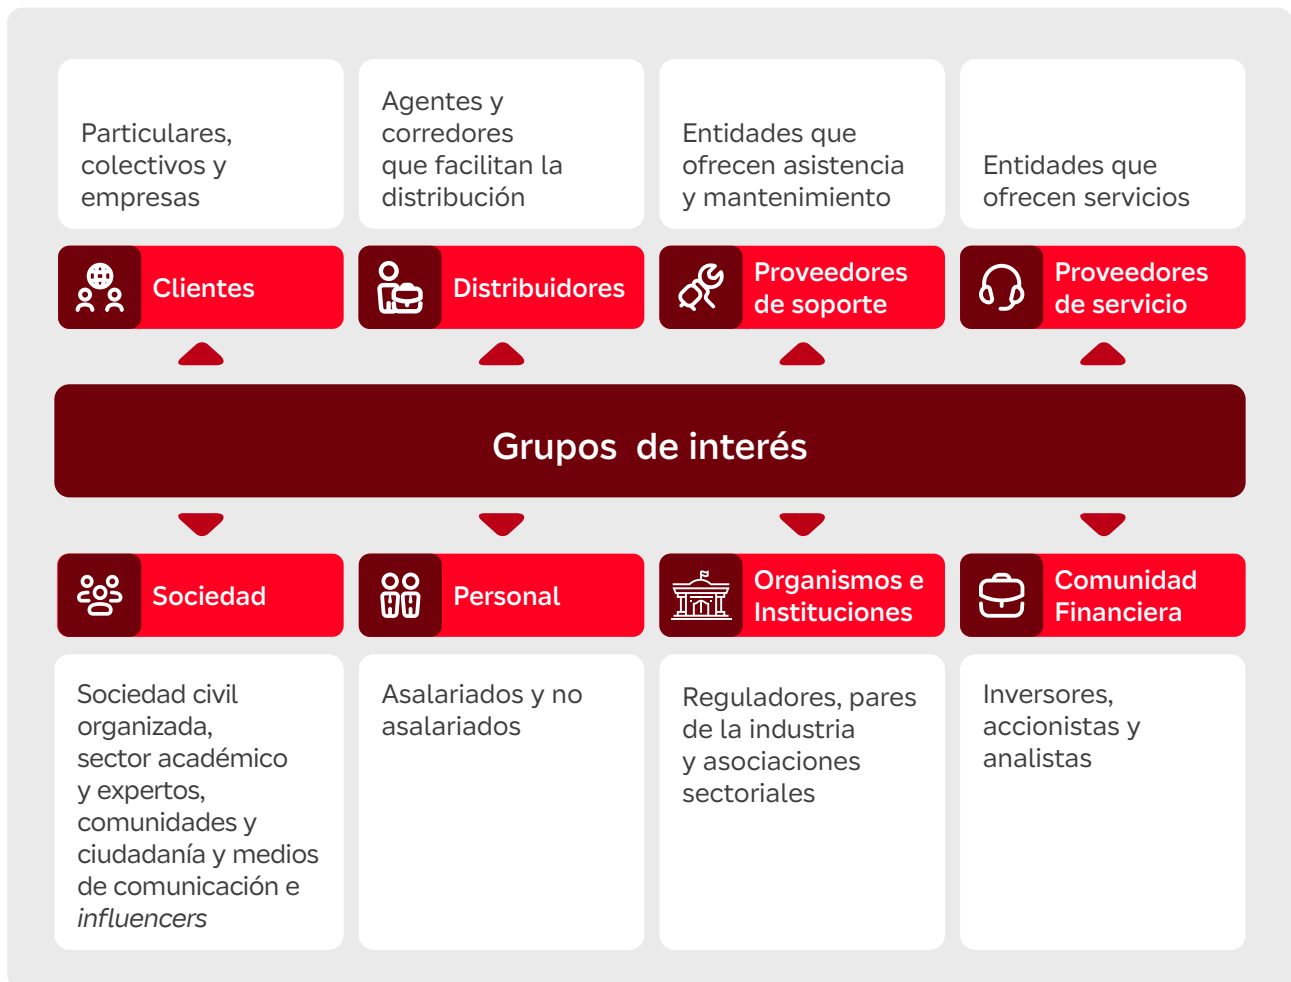 Particulares,
colectivos y
empresas
Agentes y
corredores
que facilitan la
distribución
Entidades que
ofrecen asistencia
y mantenimiento
Entidades que
ofrecen servicios
Clientes
Distribuidores
Proveedores
de soporte
Proveedores
de servicio
Grupos de interés
Sociedad
Personal
Organismos e
Instituciones
Comunidad
Financiera
Sociedad civil
organizada,
sector académico
y expertos,
comunidades y
ciudadanía y medios
de comunicación e
influencers
Asalariados y no
asalariados
Reguladores, pares
de la industria
y asociaciones
sectoriales
Inversores,
accionistas y
analistas